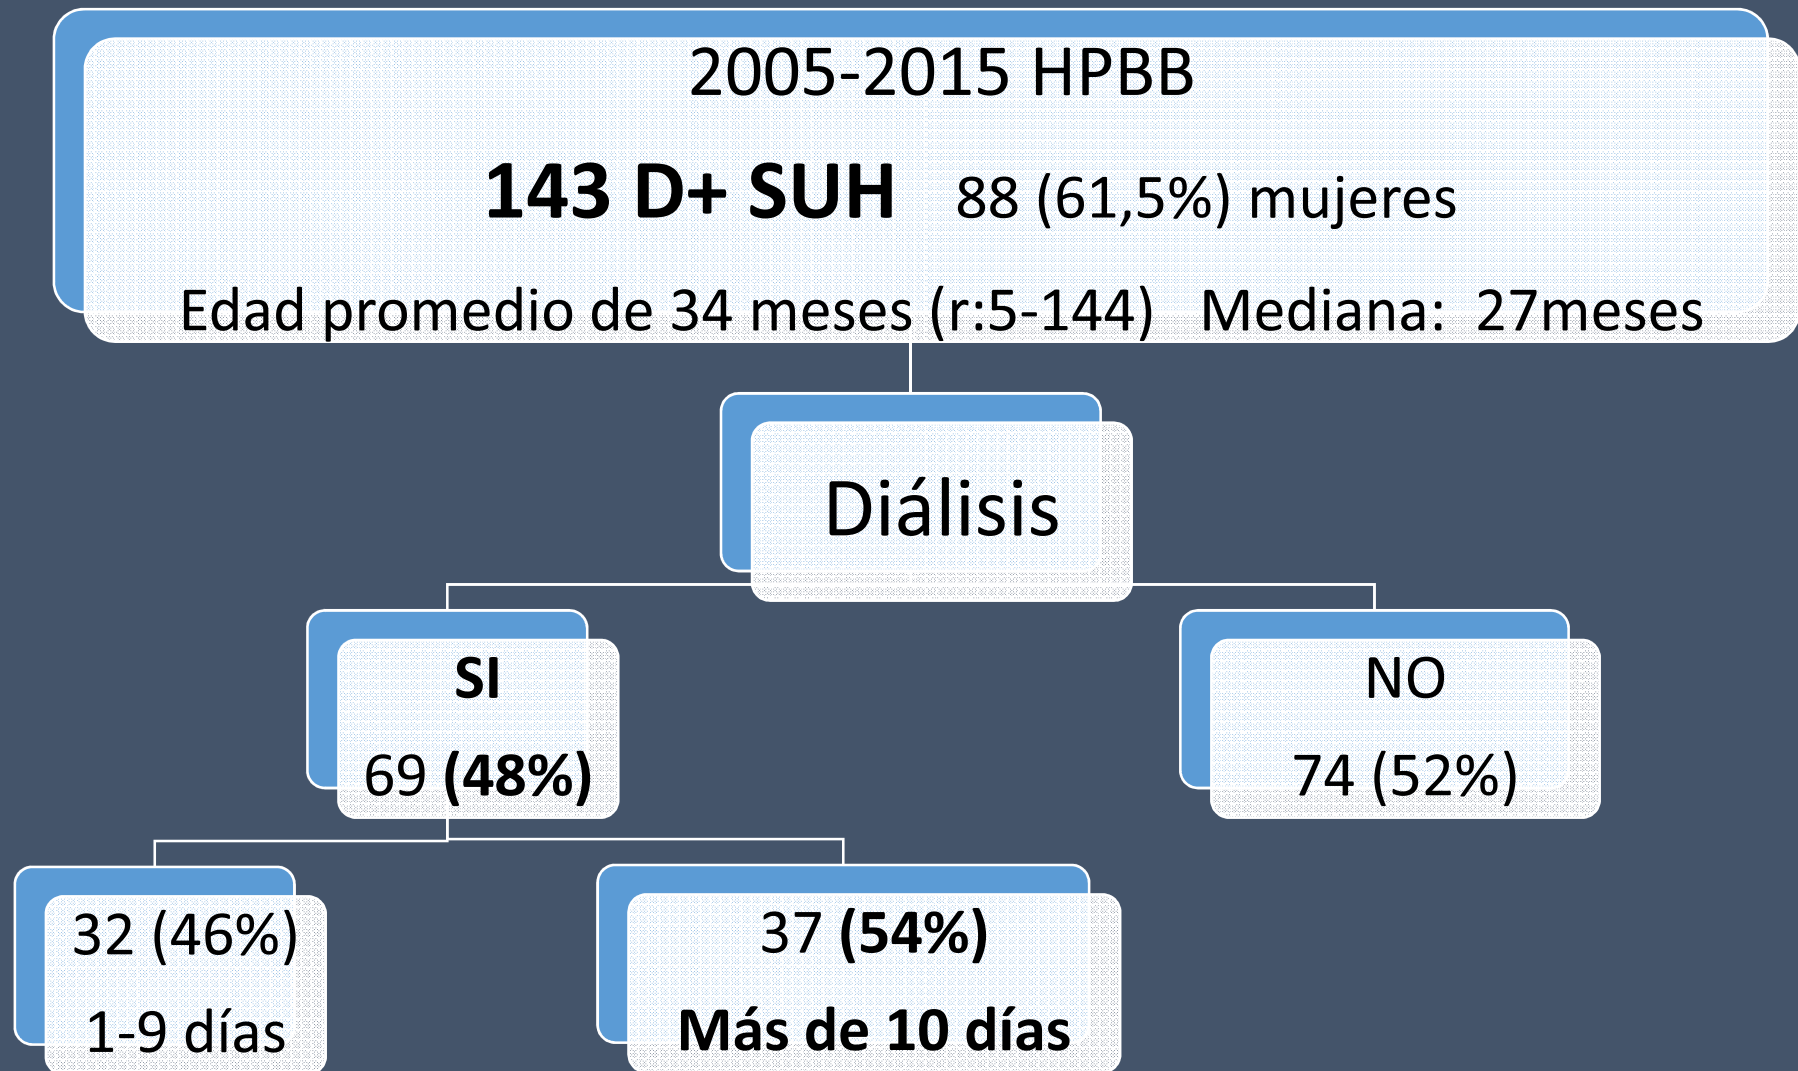 2005-2015 HPBB
143 D+ SUH 88 (61,5%) mujeres
Edad promedio de 34 meses (r:5-144) Mediana: 27meses
Diálisis
SI
69 (48%)
NO
74 (52%)
32 (46%)
1-9 días
37 (54%)
Más de 10 días